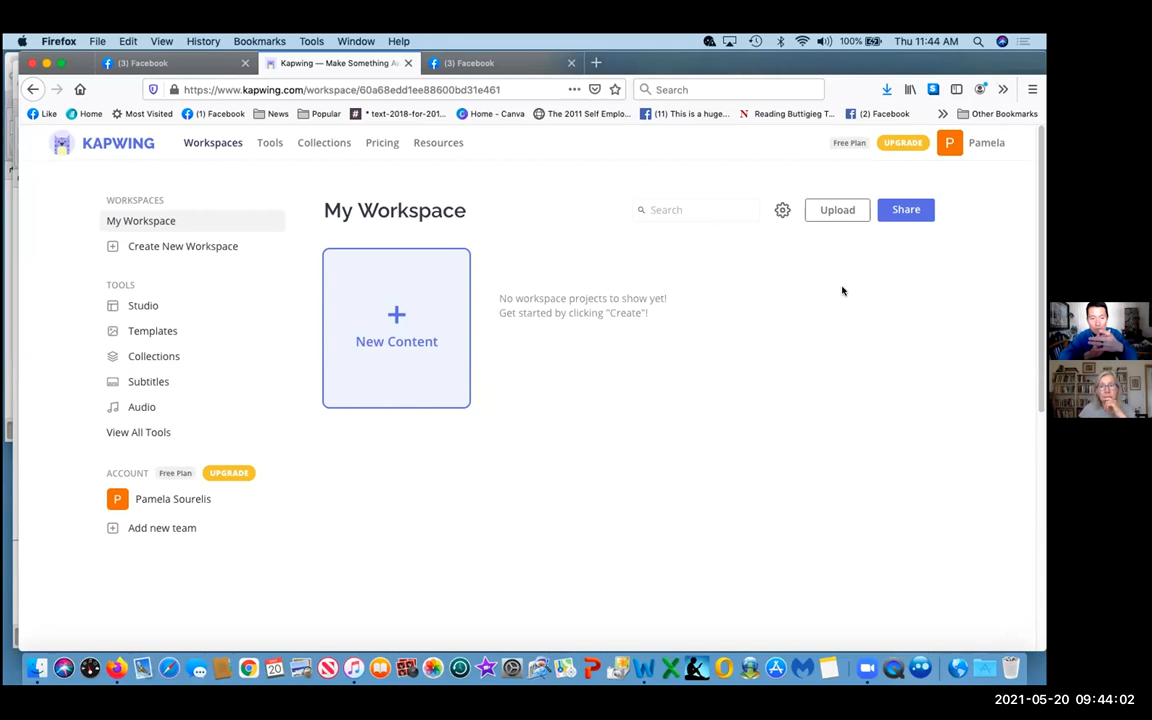 Firefox File Edit View History Bookmarks Tools Window Help 100% Thu 11:44 AM
(3) Facebook Kapwing — Make Something A (3) Facebook
https://www.kapwing.com/workspace/60a68edd1ee88600bd31e461 Search
Like Home Most Visited (1) Facebook News Popular * text-2018-for-201... Home - Canva The 2011 Self Emplo... (11) This is a huge... Reading Buttigieg T... (2) Facebook Other Bookmarks
KAPWING Workspaces Tools Collections Pricing Resources Free Plan UPGRADE P Pamela
WORKSPACES
My Workspace
Create New Workspace
TOOLS
Studio
Templates
Collections
Subtitles
Audio
View All Tools
ACCOUNT Free Plan UPGRADE
P Pamela Sourelis
Add new team
My Workspace Search Upload Share
+
New Content
No workspace projects to show yet!
Get started by clicking "Create"!
20
2021-05-20 09:44:02